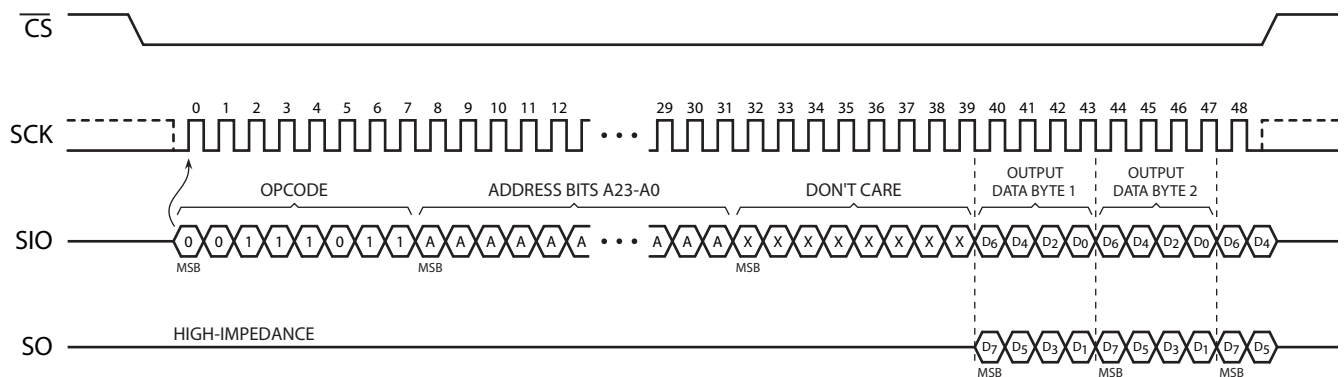 CS
0 1 2 3 4 5 6 7 8 9 10 11 12 29 30 31 32 33 34 35 36 37 38 39 40 41 42 43 44 45 46 47 48
SCK
OPCODE ADDRESS BITS A23-A0 DON'T CARE
OUTPUT DATA BYTE 1
OUTPUT DATA BYTE 2
SIO 0 0 1 1 1 0 1 1 A A A A A A A A A X X X X X X X X D6 D4 D2 D0 D6 D4 D2 D0 D6 D4
MSB MSB MSB
HIGH-IMPEDANCE
SO D7 D5 D3 D1 D7 D5 D3 D1 D7 D5
MSB MSB MSB